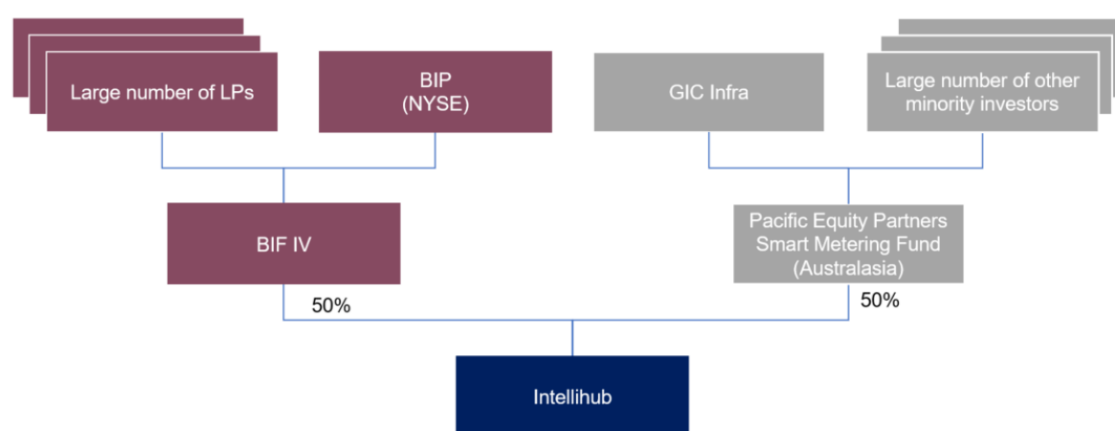 Large number of LPs
BIP
(NYSE)
GIC Infra
Large number of other
minority investors
BIF IV
Pacific Equity Partners
Smart Metering Fund
(Australasia)
50%
50%
Intellihub